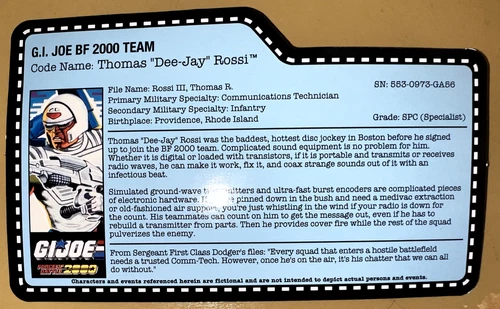 G.I. JOE BF 2000 TEAM
Code Name: Thomas "Dee-Jay" Rossi™
File Name: Rossi III, Thomas R. SN: 553-0973-GA56
Primary Military Specialty: Communications Technician
Secondary Military Specialty: Infantry
Birthplace: Providence, Rhode Island Grade: SPC (Specialist)
Thomas "Dee-Jay" Rossi was the baddest, hottest disc jockey in Boston before he signed
up to join the BF 2000 team. Complicated sound equipment is no problem for him.
Whether it is digital or loaded with transistors, if it is portable and transmits or receives
radio waves, he can make it work, fix it, and coax strange sounds out of it with an
infectious beat.
Simulated ground-wave and ultra-fast burst encoders are complicated pieces
of electronic hardware. pinned down in the bush and need a medivac extraction
or old-fashioned air support, you're just whistling in the wind if your radio is down for
the count. His teammates can count on him to get the message out, even if he has to
rebuild a transmitter from parts. Then he provides cover fire while the rest of the squad
pulverizes the enemy.
G.I. JOE
2000
From Sergeant First Class Dodger's files: "Every squad that enters a hostile battlefield
needs a trusted Comm-Tech. However, once he's on the air, it's his chatter that we can all
do without."
Characters and events referenced herein are fictional and are not intended to depict actual persons and events.